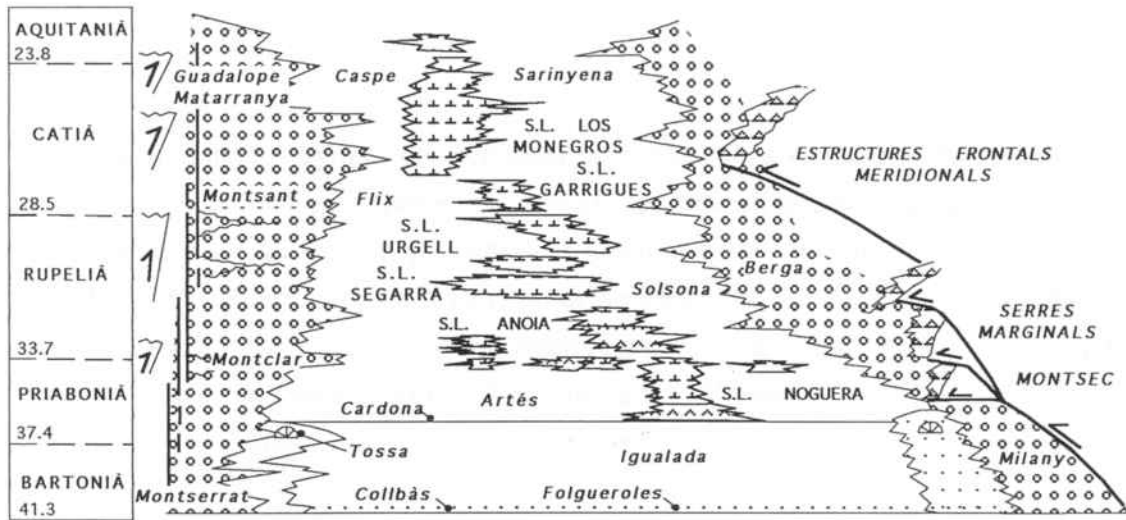 AQUITANIÀ
23.8
CATIÀ
28.5
RUPELIÀ
33.7
PRIABONIÀ
37.4
BARTONIÀ
41.3
Guadalope
Matarranya
Caspe
Sarinyena
S.L. LOS
MONEGROS
S.L.
GARRIGUES
ESTRUCTURES FRONTALS
MERIDIONALS
Montsant
Flix
S.L.
URGELL
Berga
S.L.
SEGARRA
Solsona
S.L. ANOIA
SERRES
MARGINALS
Montclar
MONTSEC
S.L. NOGUERA
Artés
Cardona
Tossa
Igualada
Milany
Montserrat
Collbàs
Folgueroles